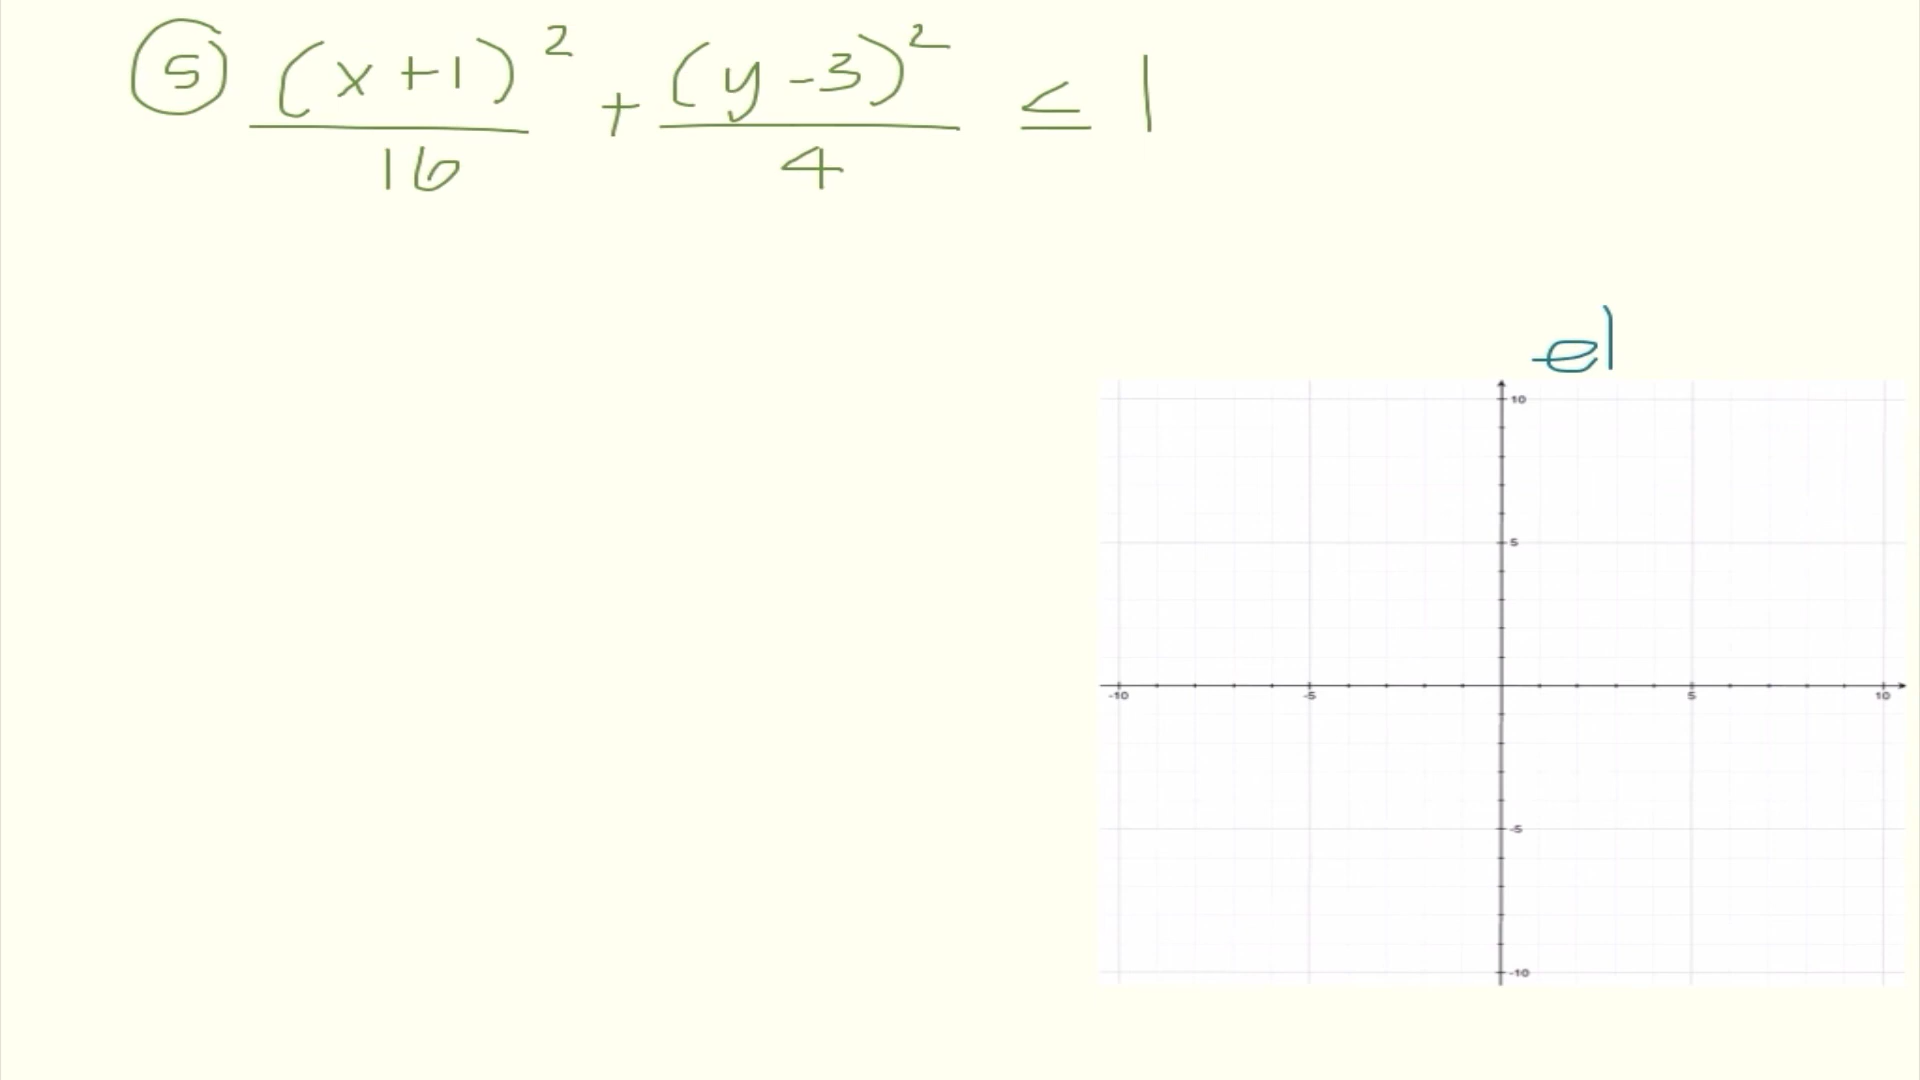 ⑤ (x+1)² / 16 + (y-3)² / 4 ≤ 1
el
10
5
-10 -5 5 10
-5
-10